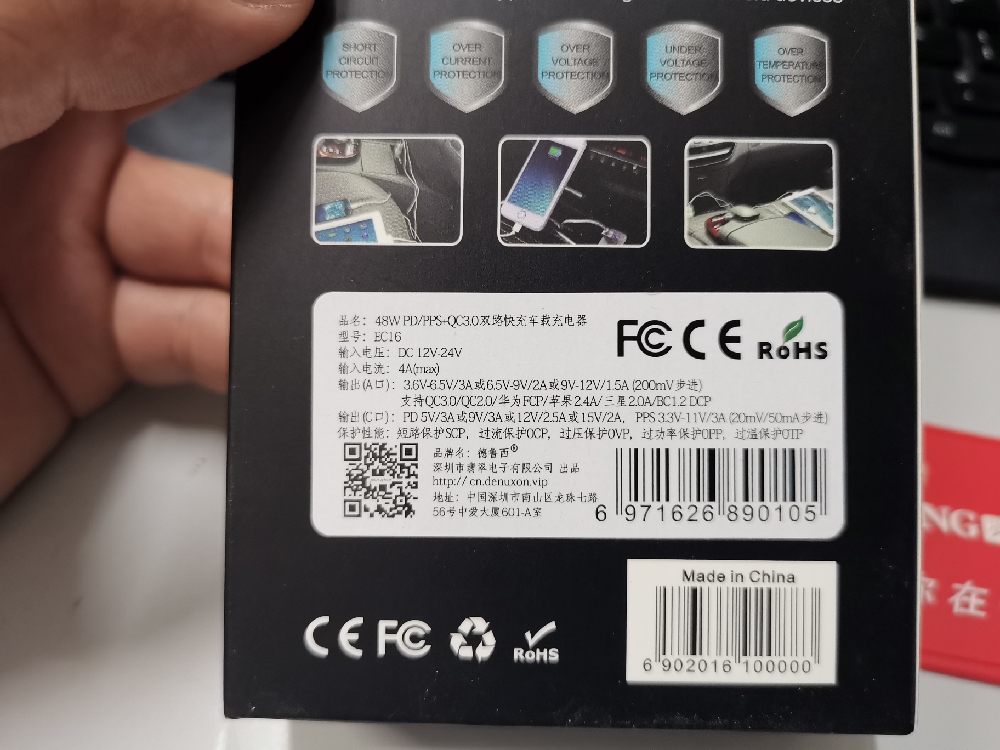 devices
SHORT
CIRCUIT
PROTECTION
OVER
CURRENT
PROTECTION
OVER
VOLTAGE
PROTECTION
UNDER
VOLTAGE
PROTECTION
OVER
TEMPERATURE
PROTECTION
品名：48W PD/PPS+QC3.0双路快充车载充电器
型号：EC16
输入电压：DC 12V-24V
输入电流：4A(max)
输出(A口)：3.6V-6.5V/3A或6.5V-9V/2A或9V-12V/1.5A (200mV步进)
支持QC3.0/QC2.0/华为FCP/苹果2.4A/三星2.0A/BC1.2 DCP
输出(C口)：PD 5V/3A或9V/3A或12V/2.5A或15V/2A, PPS 3.3V-11V/3A (20mV/50mA步进)
保护性能：短路保护SCP, 过流保护OCP, 过压保护OVP, 过功率保护OPP, 过温保护OTP
FC CE RoHS
品牌名：德鲁西®
深圳市翡翠电子有限公司 出品
http://cn.denuxon.vip
地址：中国深圳市南山区龙珠七路
56号中爱大厦601-A室
6 971626 890105
Made in China
6 902016 100000
CE FC RoHS
NG
你在